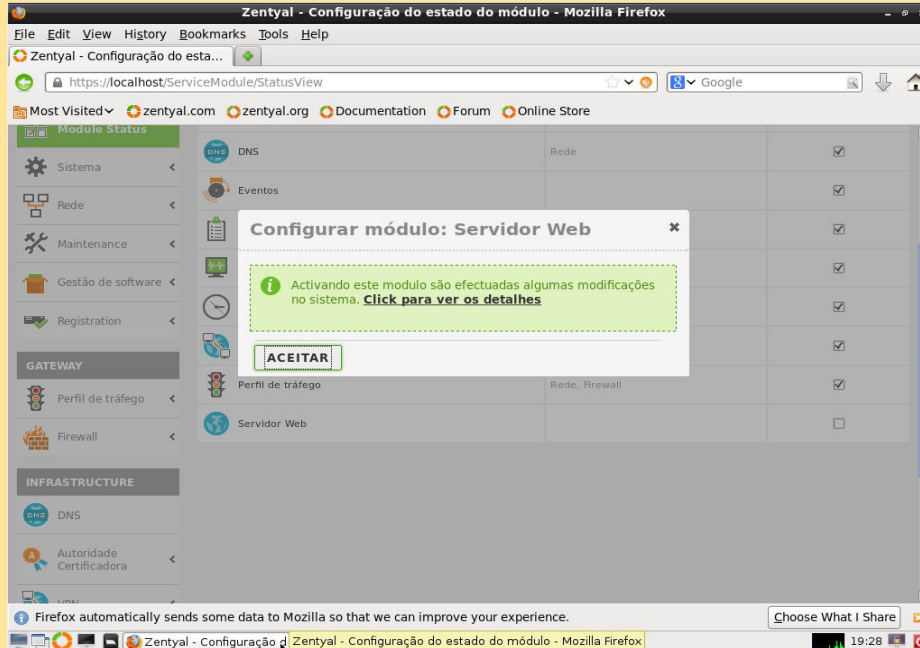 Zentyal - Configuração do estado do módulo - Mozilla Firefox
File Edit View History Bookmarks Tools Help
Zentyal - Configuração do esta...
https://localhost/ServiceModule/StatusView
Google
Most Visited zentyal.com zentyal.org Documentation Forum Online Store
Module Status
Sistema
Rede
Maintenance
Gestão de software
Registration
GATEWAY
Perfil de tráfego
Firewall
INFRASTRUCTURE
DNS
Autoridade
Certificadora
VPN
DNS Rede
Eventos
Configurar módulo: Servidor Web
Activando este modulo são efectuadas algumas modificações
no sistema. Click para ver os detalhes
ACEITAR
Perfil de tráfego Rede, Firewall
Servidor Web
Firefox automatically sends some data to Mozilla so that we can improve your experience.
Choose What I Share
Zentyal - Configuração d
Zentyal - Configuração do estado do módulo - Mozilla Firefox
19:28